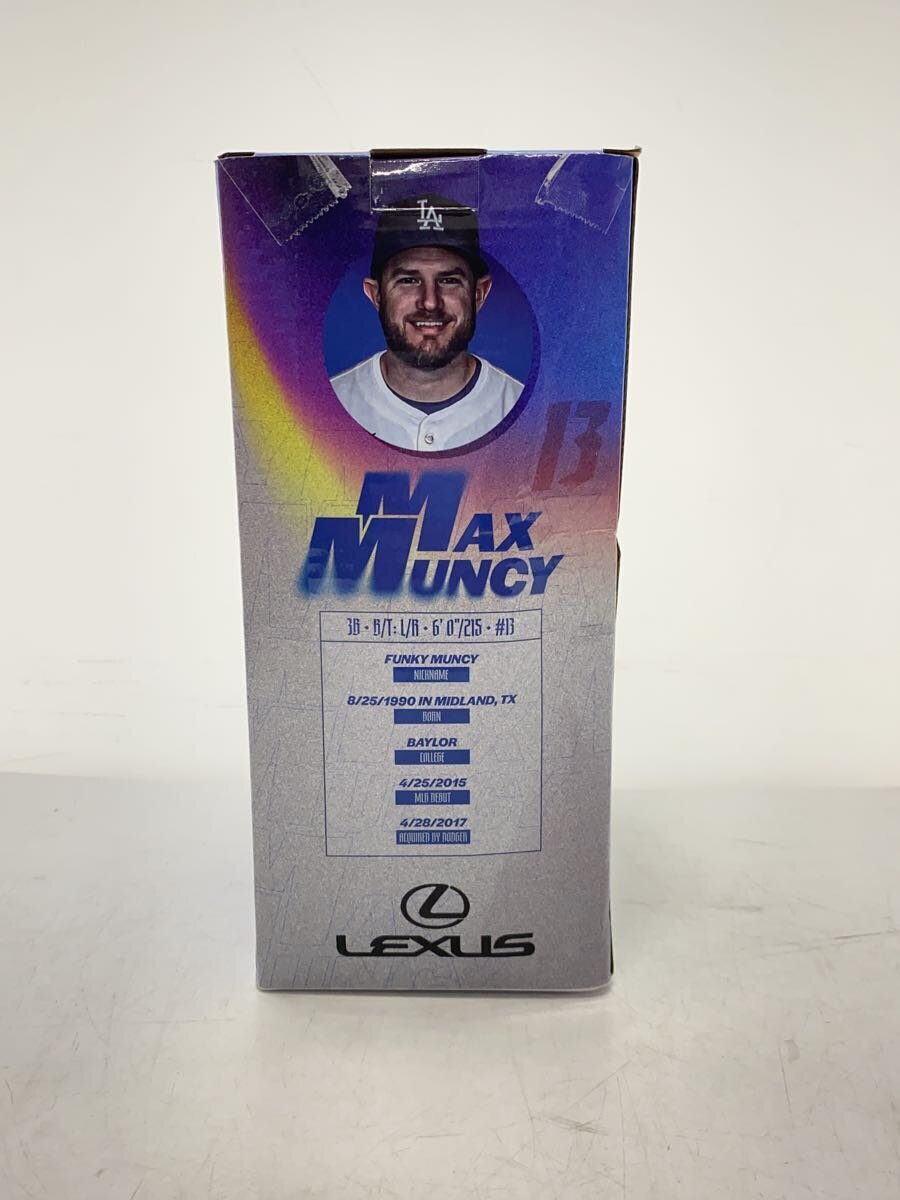 LA
13
MAX
MUNCY
3B • B/T: L/R • 6' 0"/215 • #13
FUNKY MUNCY
NICKNAME
8/25/1990 IN MIDLAND, TX
BORN
BAYLOR
COLLEGE
4/25/2015
MLB DEBUT
4/28/2017
ACQUIRED BY DODGER
LEXUS